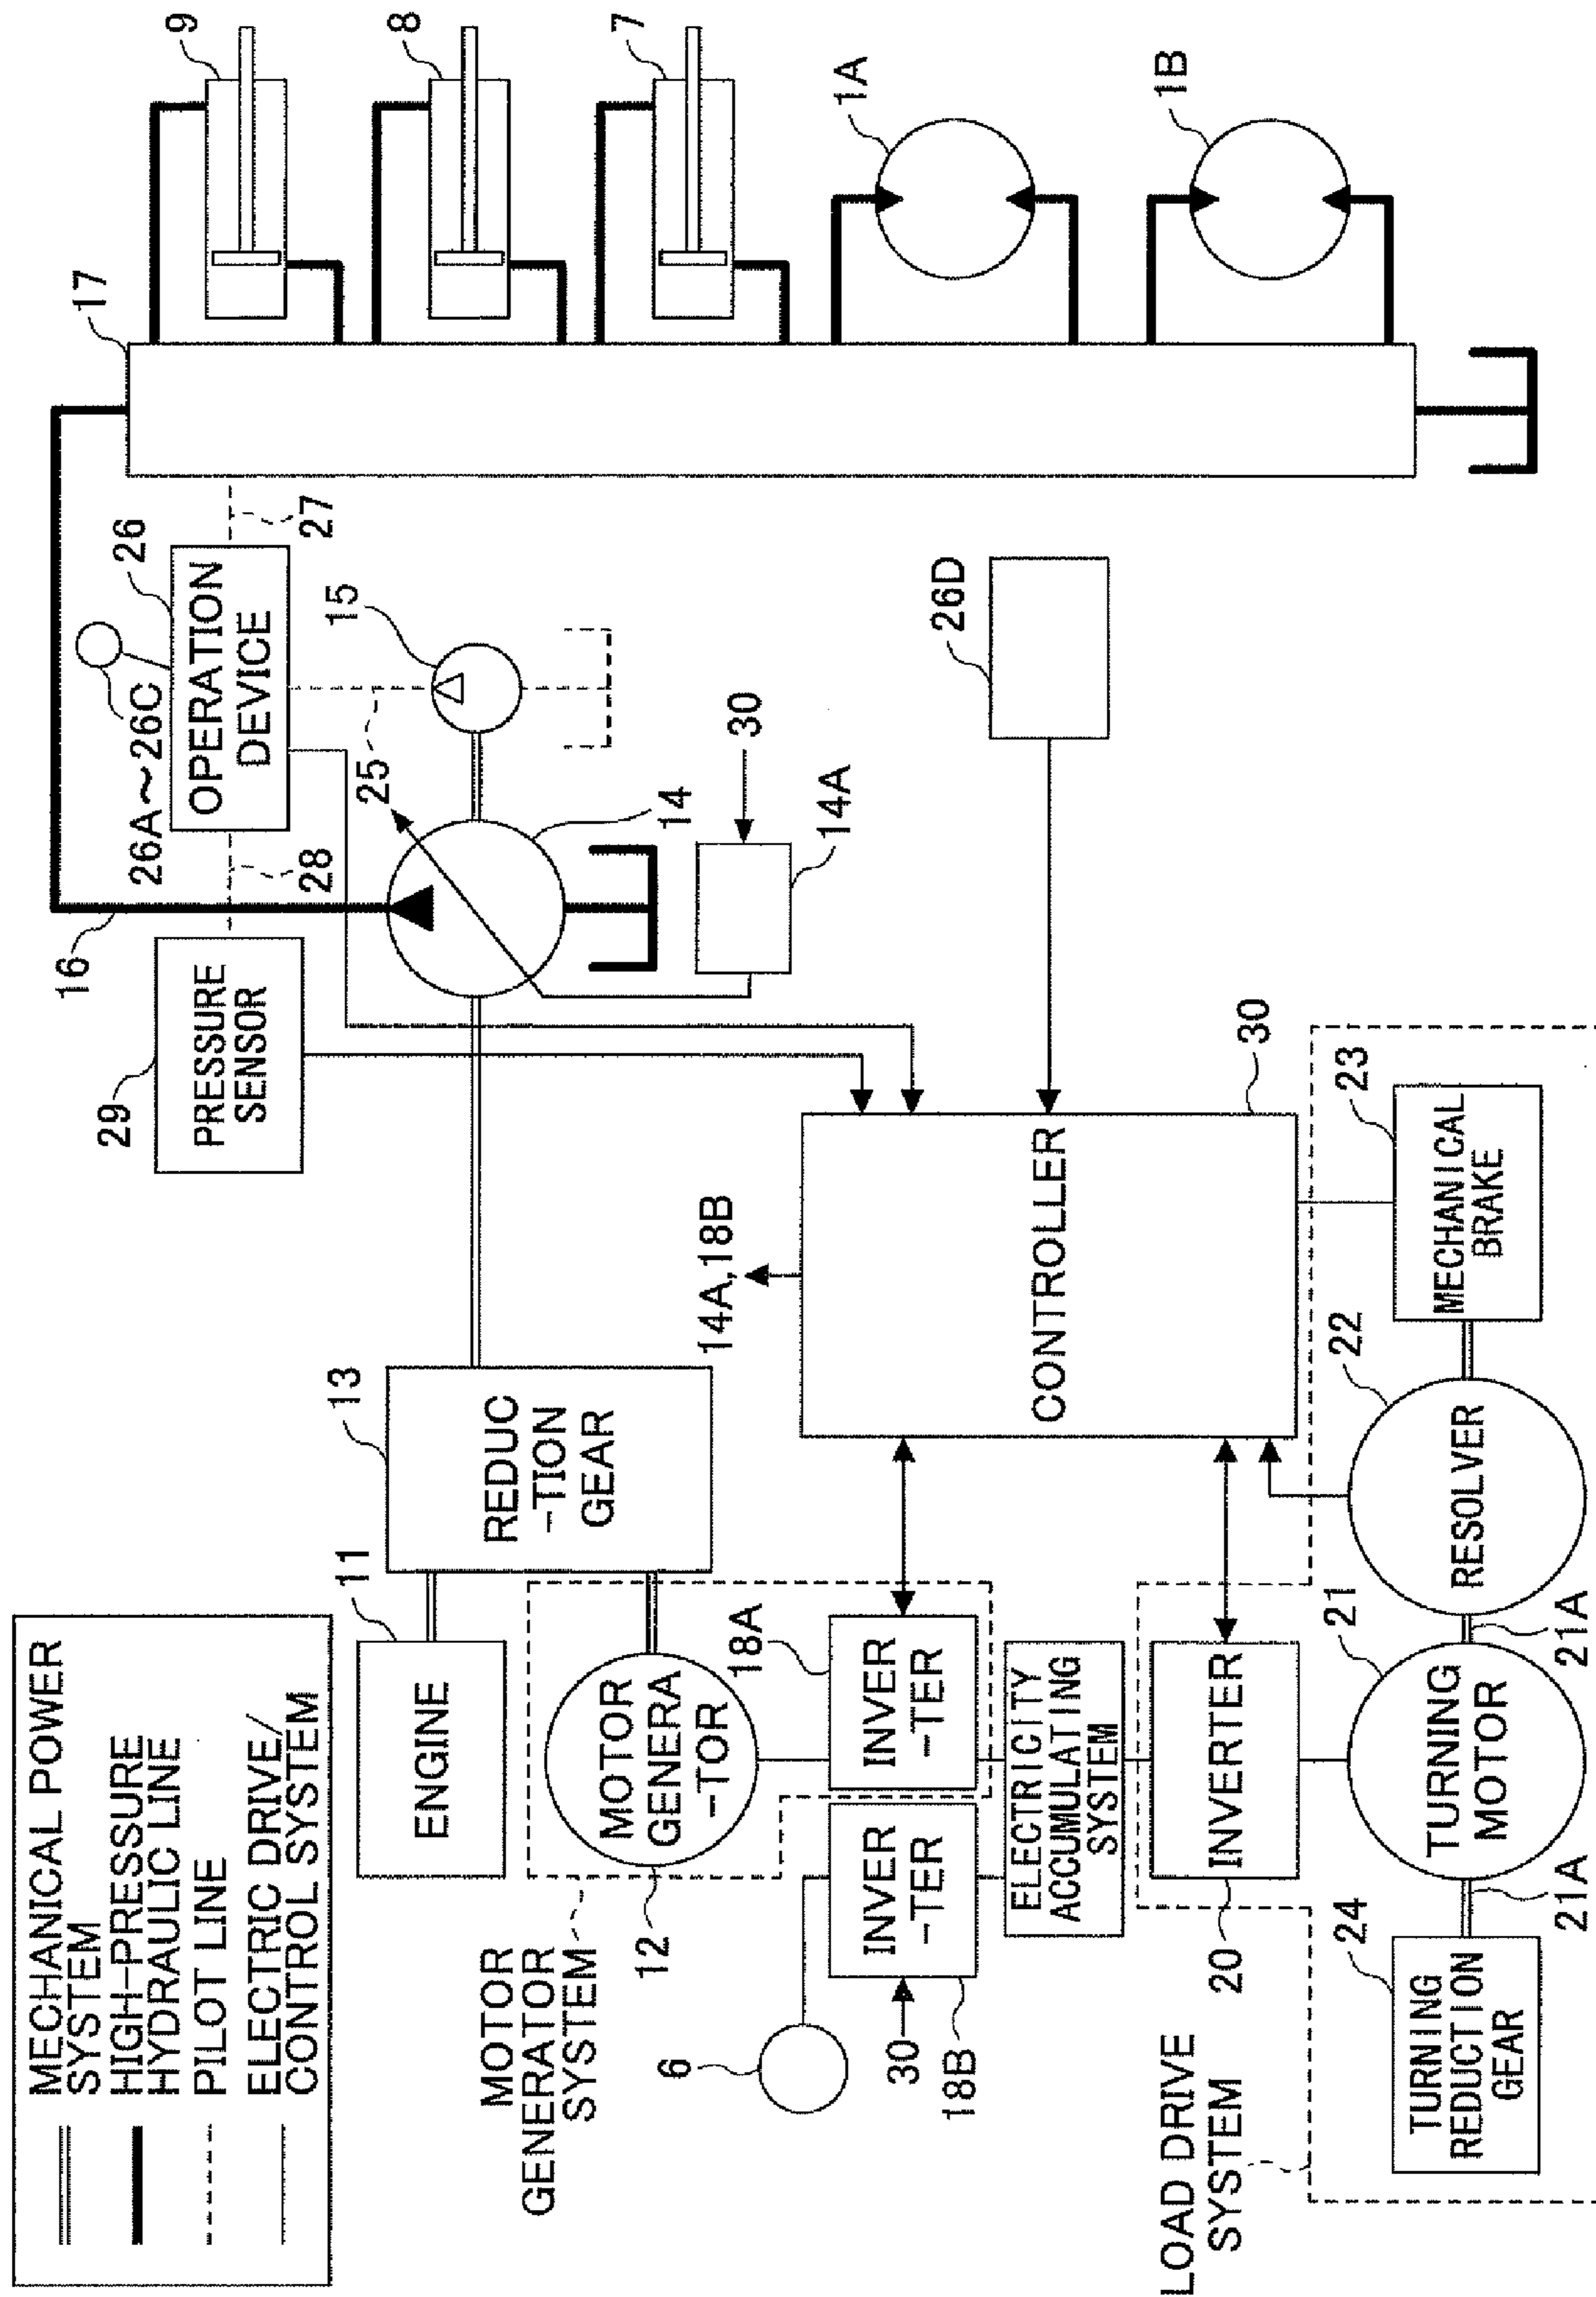 MECHANICAL POWER
SYSTEM
HIGH-PRESSURE
HYDRAULIC LINE
PILOT LINE
ELECTRIC DRIVE/
CONTROL SYSTEM
29
PRESSURE
SENSOR
16
28
26A～26C
26
OPERATION
DEVICE
27
17
9
8
7
1A
1B
11
ENGINE
13
REDUC
-TION
GEAR
25
15
14
30
14A
26D
MOTOR
GENERATOR
SYSTEM
12
MOTOR
GENERA
-TOR
18A
INVER
-TER
14A,18B
6
30
18B
INVER
-TER
ELECTRICITY
ACCUMULATING
SYSTEM
CONTROLLER
30
LOAD DRIVE
SYSTEM
20
INVERTER
24
TURNING
REDUCTION
GEAR
21A
21
TURNING
MOTOR
21A
22
RESOLVER
23
MECHANICAL
BRAKE